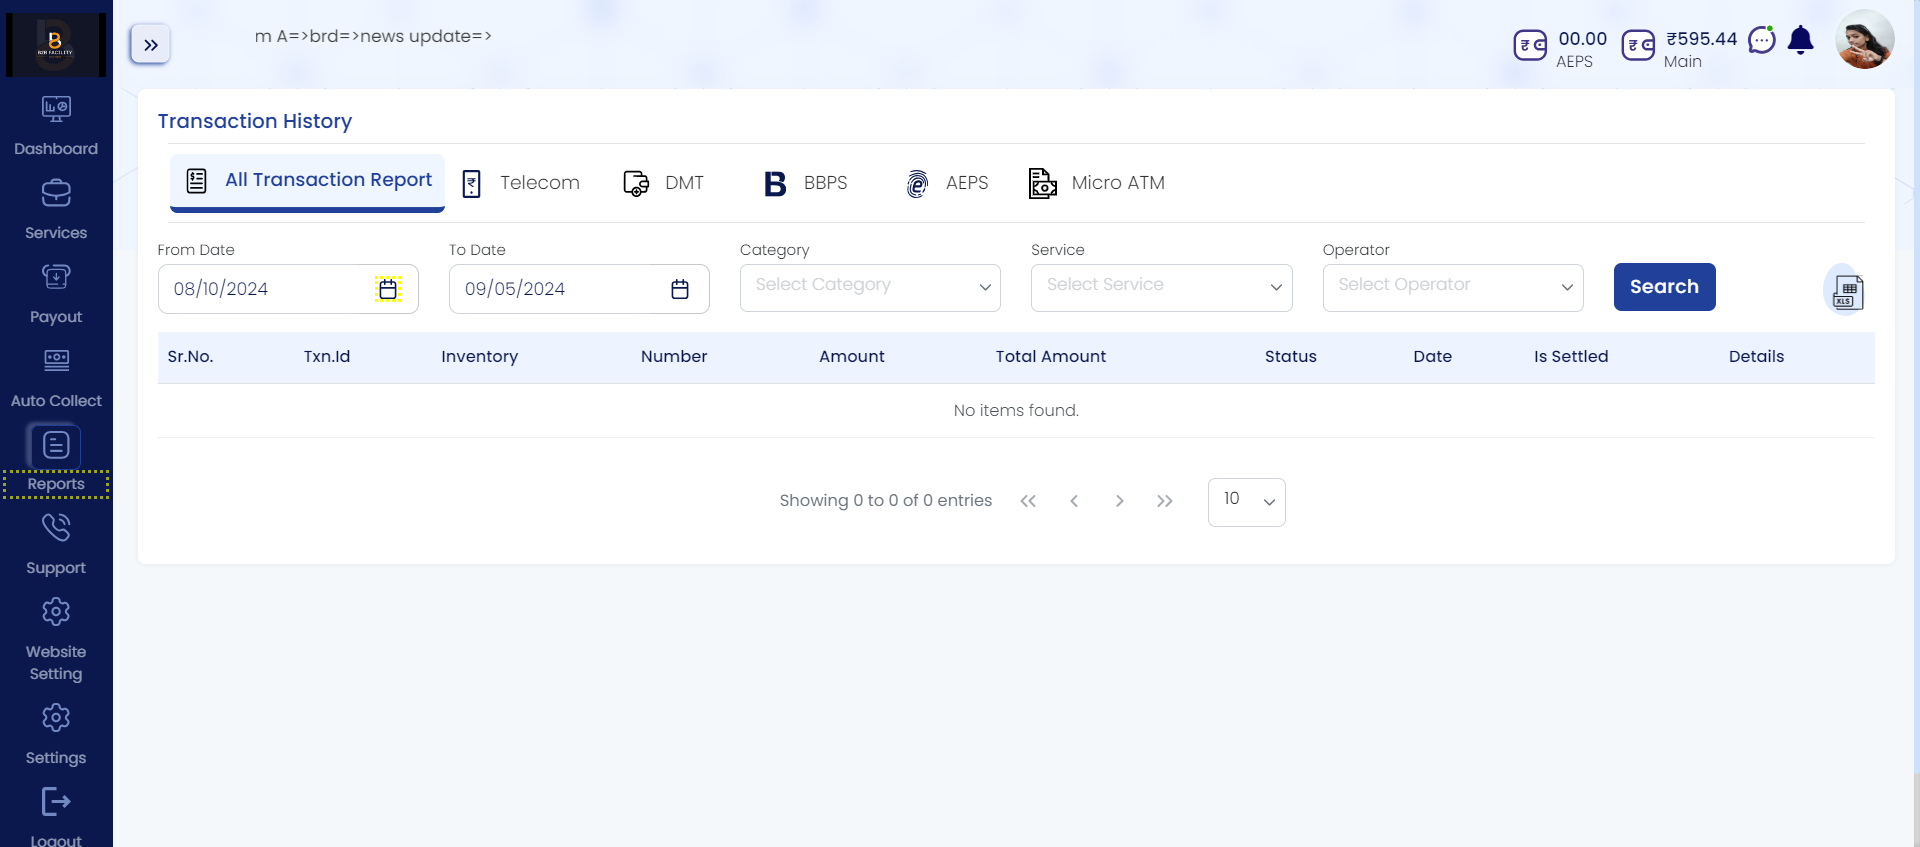 B2B FACILITY
m A=>brd=>news update=>
00.00
AEPS
₹595.44
Main
Dashboard
Services
Payout
Auto Collect
Reports
Support
Website
Setting
Settings
Logout
Transaction History
All Transaction Report
Telecom
DMT
BBPS
AEPS
Micro ATM
From Date
To Date
Category
Service
Operator
08/10/2024
09/05/2024
Select Category
Select Service
Select Operator
Search
XLS
Sr.No. Txn.Id Inventory Number Amount Total Amount Status Date Is Settled Details
No items found.
Showing 0 to 0 of 0 entries
10